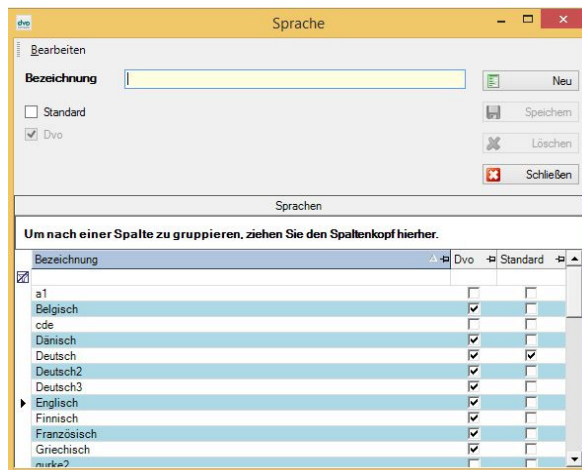 dvo
Sprache
Bearbeiten
Bezeichnung
Neu
Standard
Speichern
Dvo
Löschen
Schließen
Sprachen
Um nach einer Spalte zu gruppieren, ziehen Sie den Spaltenkopf hierher.
Bezeichnung Dvo Standard
a1
Belgisch
cde
Dänisch
Deutsch
Deutsch2
Deutsch3
Englisch
Finnisch
Französisch
Griechisch
gurke2